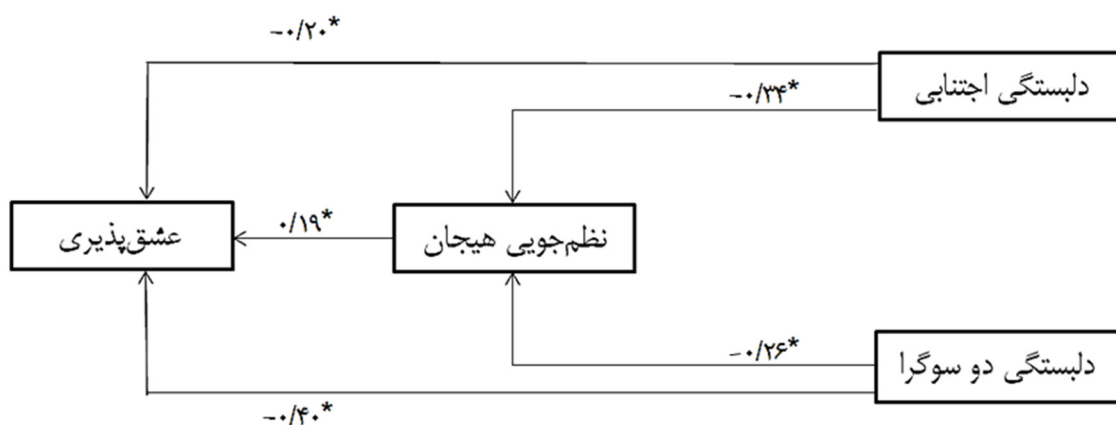 -۰/۲۰*
دلبستگی اجتنابی
-۰/۳۴*
نظم‌جویی هیجان
۰/۱۹*
عشق‌پذیری
دلبستگی دو سوگرا
-۰/۲۶*
-۰/۴۰*